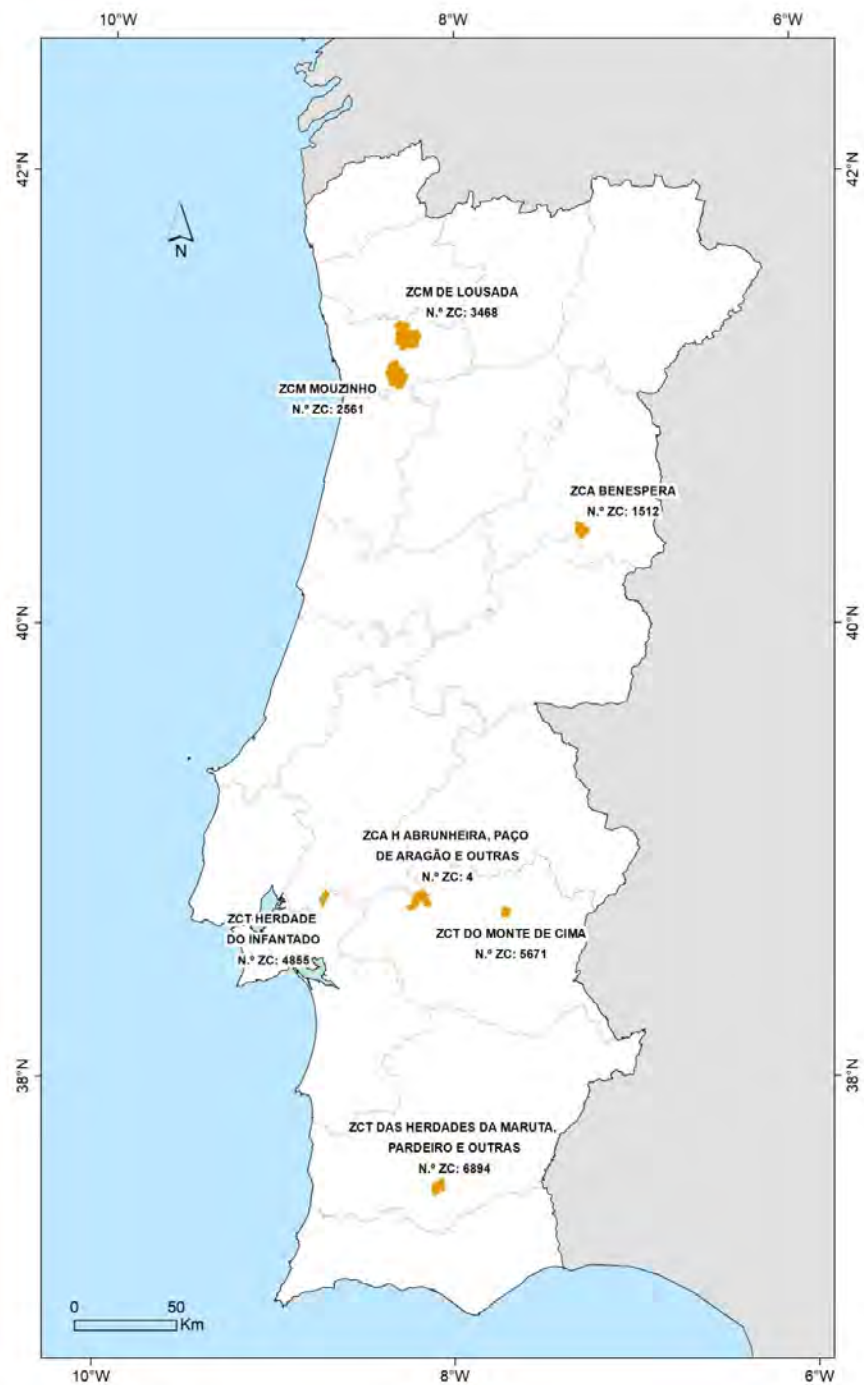 10°W
8°W
6°W
42°N
42°N
N
ZCM DE LOUSADA
N.º ZC: 3468
ZCM MOUZINHO
N.º ZC: 2561
ZCA BENESPERA
N.º ZC: 1512
40°N
40°N
ZCA H ABRUNHEIRA, PAÇO
DE ARAGÃO E OUTRAS
N.º ZC: 4
ZCT HERDADE
DO INFANTADO
N.º ZC: 4855
ZCT DO MONTE DE CIMA
N.º ZC: 5671
38°N
38°N
ZCT DAS HERDADES DA MARUTA,
PARDEIRO E OUTRAS
N.º ZC: 6894
0 50
Km
10°W
8°W
6°W